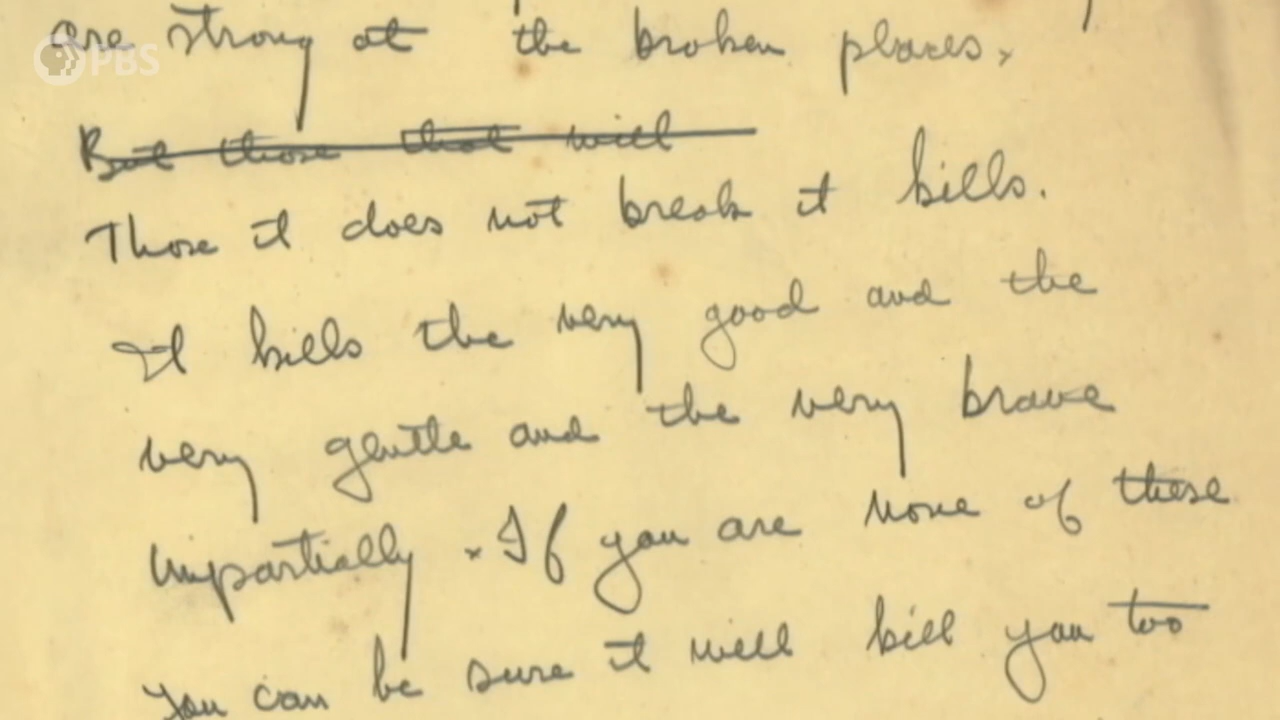 are strong at the broken places.
PBS
But those that will
Those it does not break it kills.
It kills the very good and the
very gentle and the very brave
impartially. If you are none of these
You can be sure it will kill you too